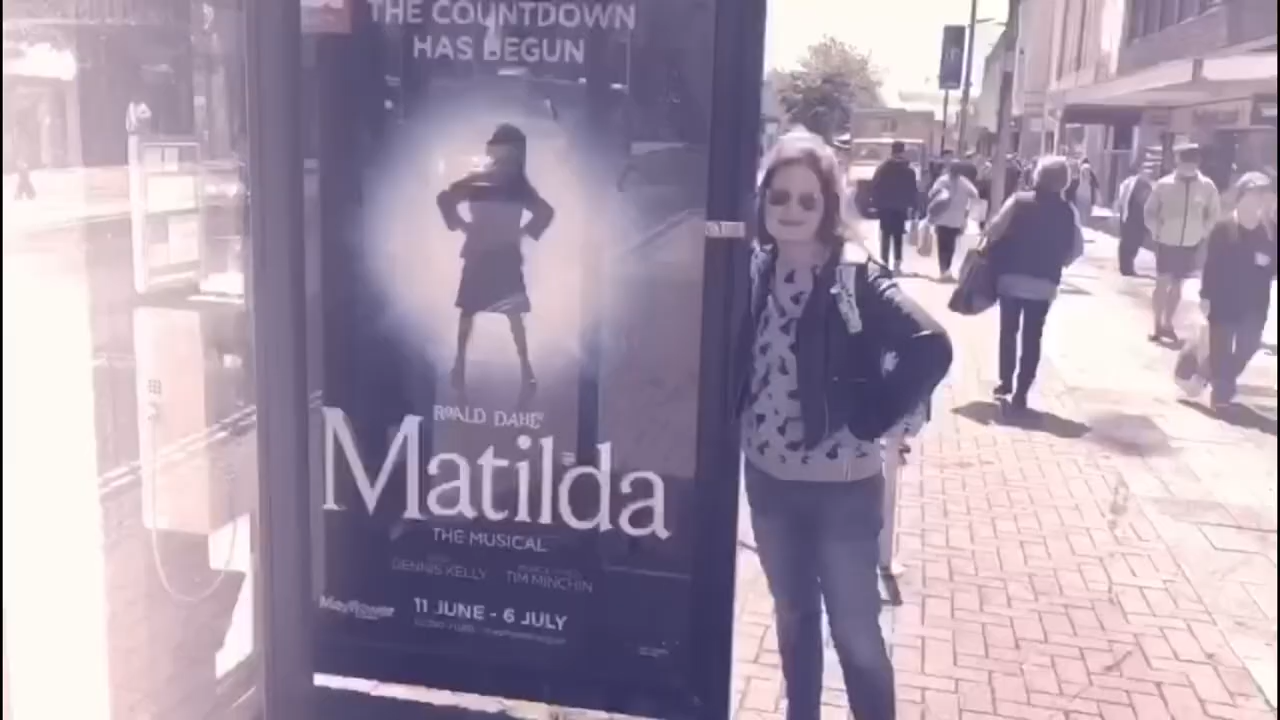 THE COUNTDOWN
HAS BEGUN
ROALD DAHL'S
Matilda
THE MUSICAL
DENNIS KELLY TIM MINCHIN
Mayflower
11 JUNE - 6 JULY